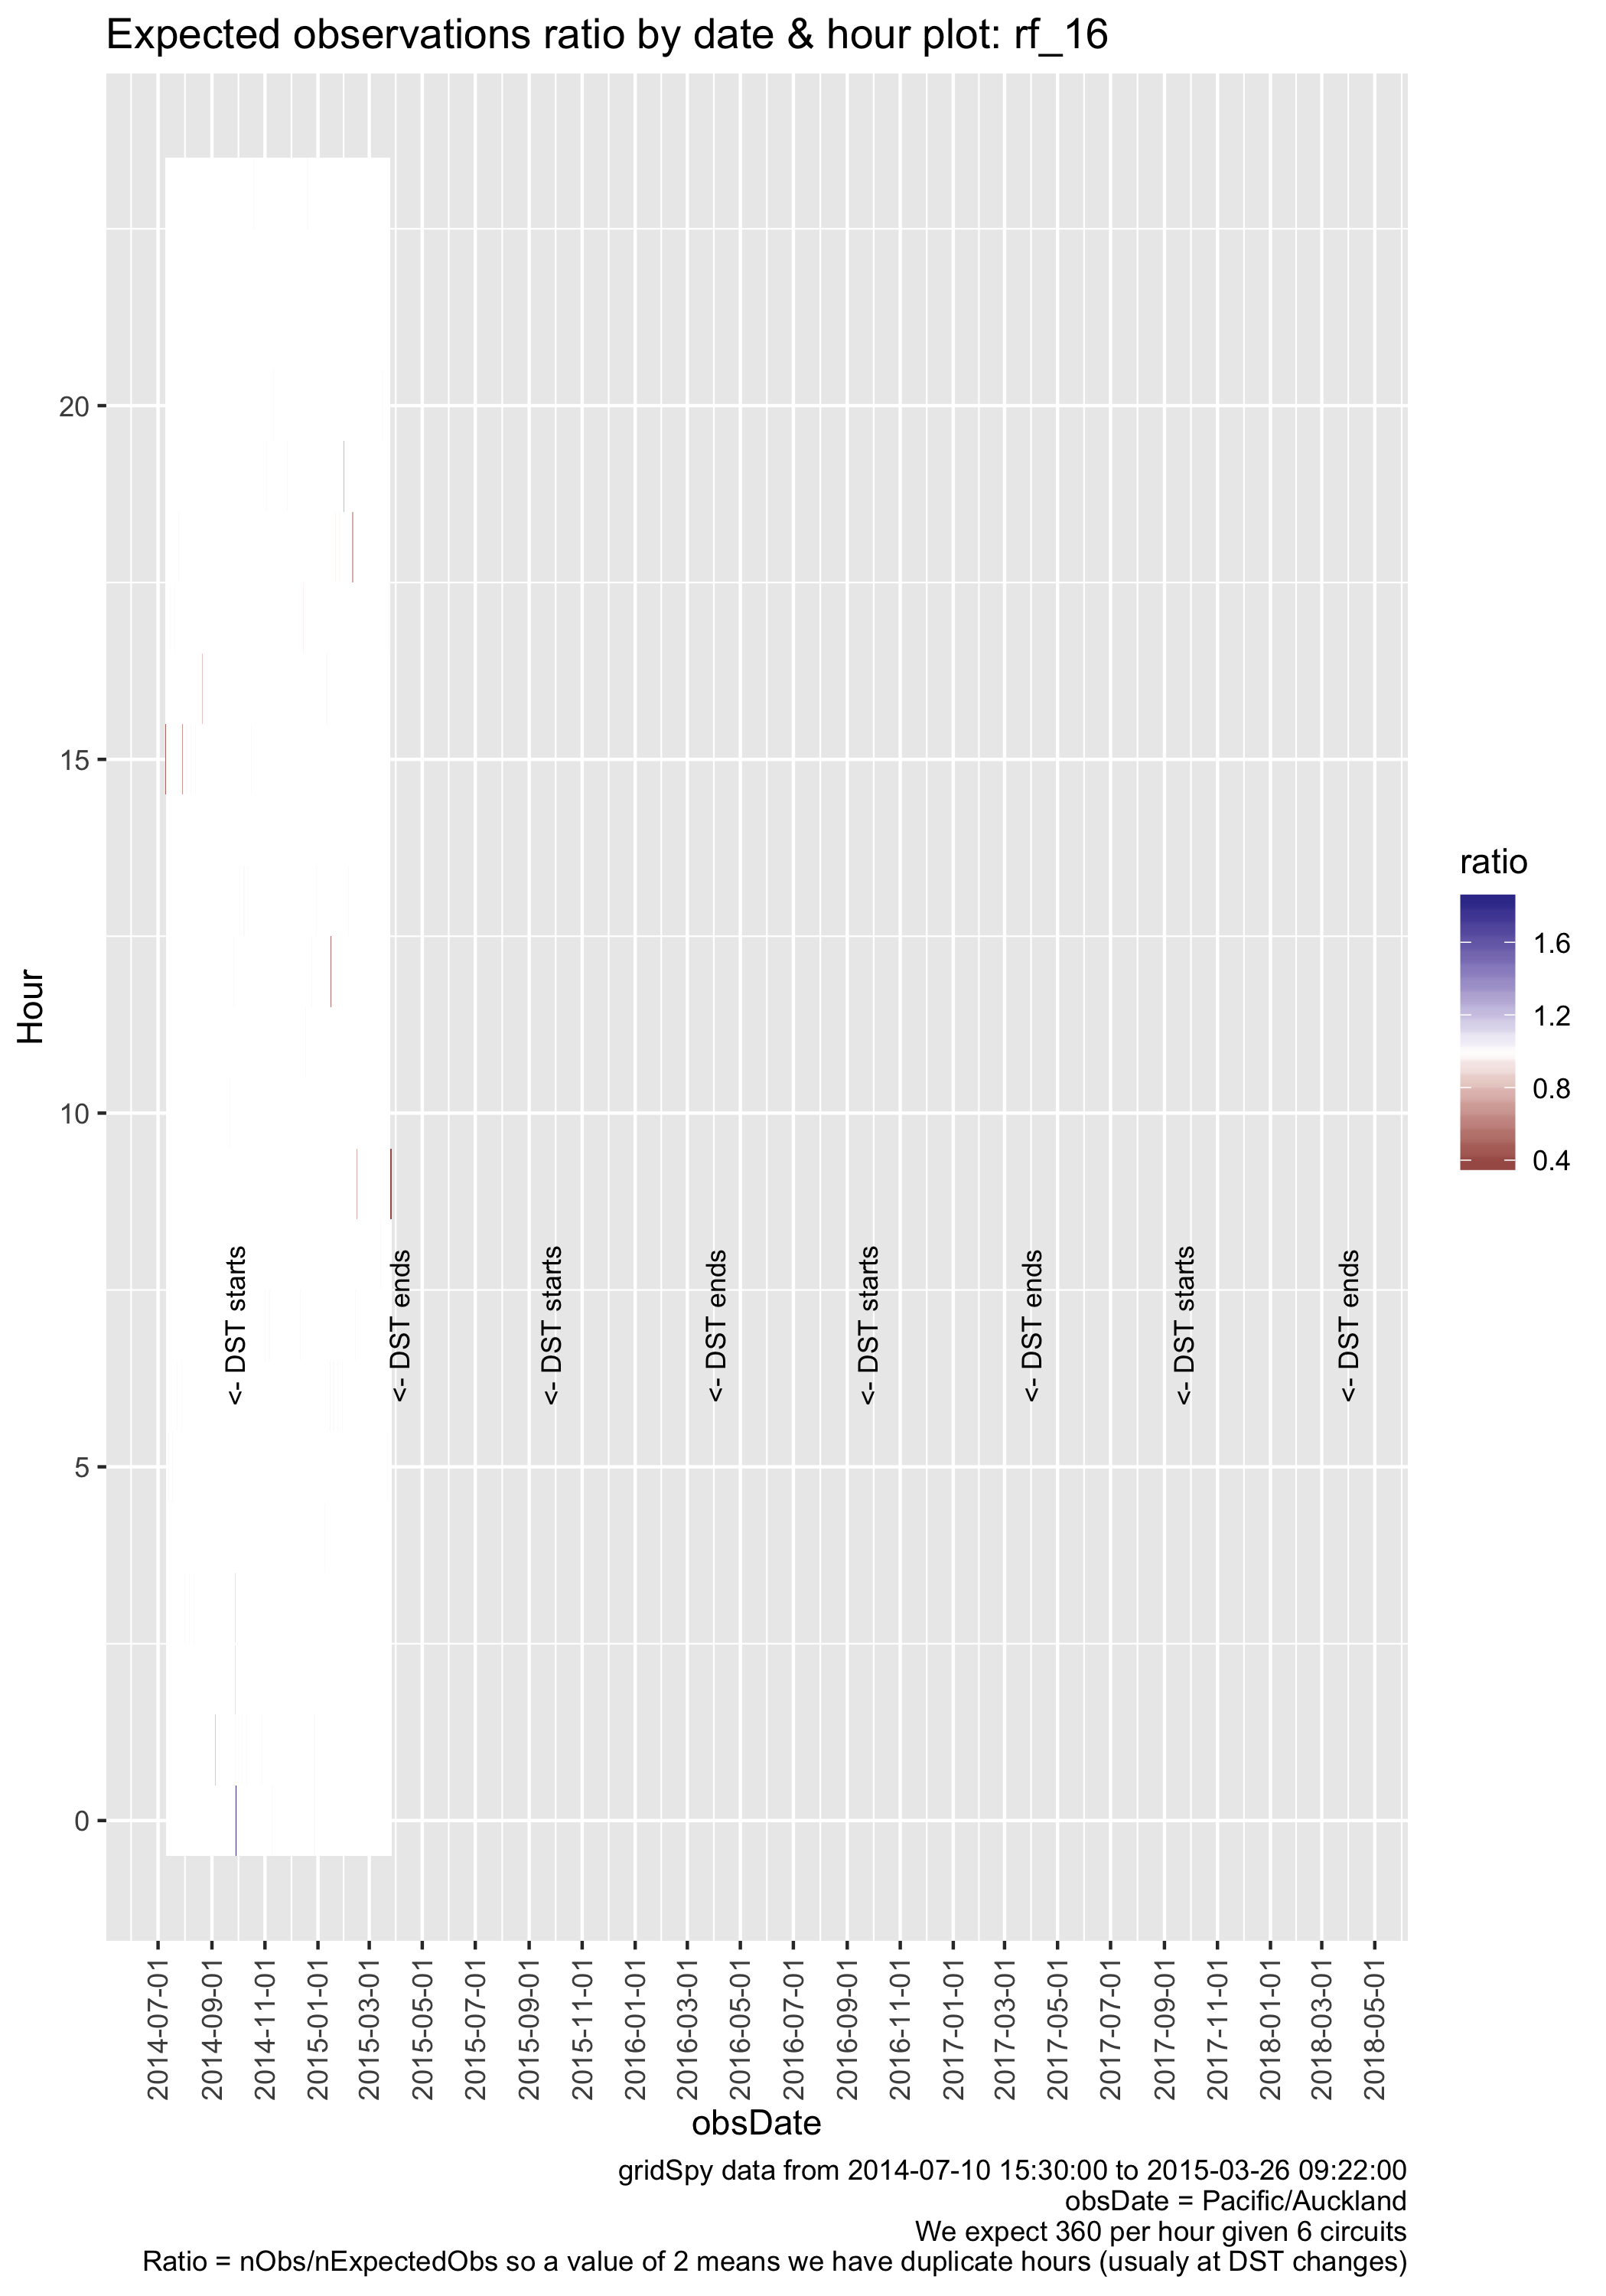 Expected observations ratio by date & hour plot: rf_16
20
15
10
5
0
Hour
<- DST starts
<- DST ends
<- DST starts
<- DST ends
<- DST starts
<- DST ends
<- DST starts
<- DST ends
ratio
1.6
1.2
0.8
0.4
2014-07-01
2014-09-01
2014-11-01
2015-01-01
2015-03-01
2015-05-01
2015-07-01
2015-09-01
2015-11-01
2016-01-01
2016-03-01
2016-05-01
2016-07-01
2016-09-01
2016-11-01
2017-01-01
2017-03-01
2017-05-01
2017-07-01
2017-09-01
2017-11-01
2018-01-01
2018-03-01
2018-05-01
obsDate
gridSpy data from 2014-07-10 15:30:00 to 2015-03-26 09:22:00
obsDate = Pacific/Auckland
We expect 360 per hour given 6 circuits
Ratio = nObs/nExpectedObs so a value of 2 means we have duplicate hours (usualy at DST changes)